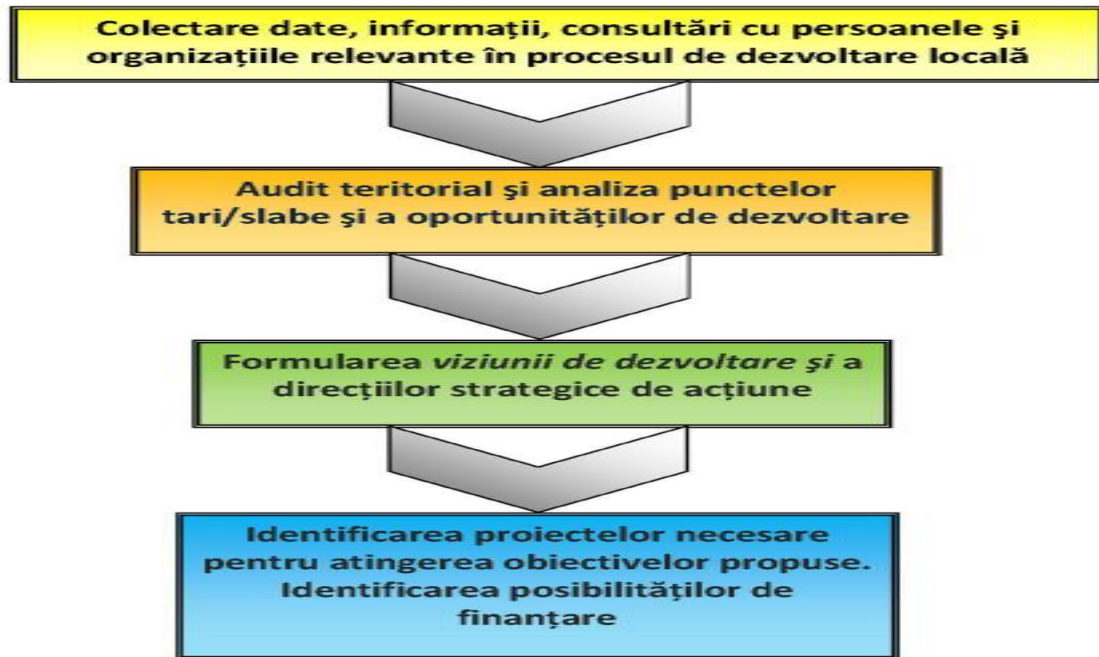 Colectare date, informații, consultări cu persoanele şi
organizațiile relevante în procesul de dezvoltare locală
Audit teritorial şi analiza punctelor
tari/slabe şi a oportunităților de dezvoltare
Formularea viziunii de dezvoltare şi a
direcțiilor strategice de acțiune
Identificarea proiectelor necesare
pentru atingerea obiectivelor propuse.
Identificarea posibilităților de
finanțare